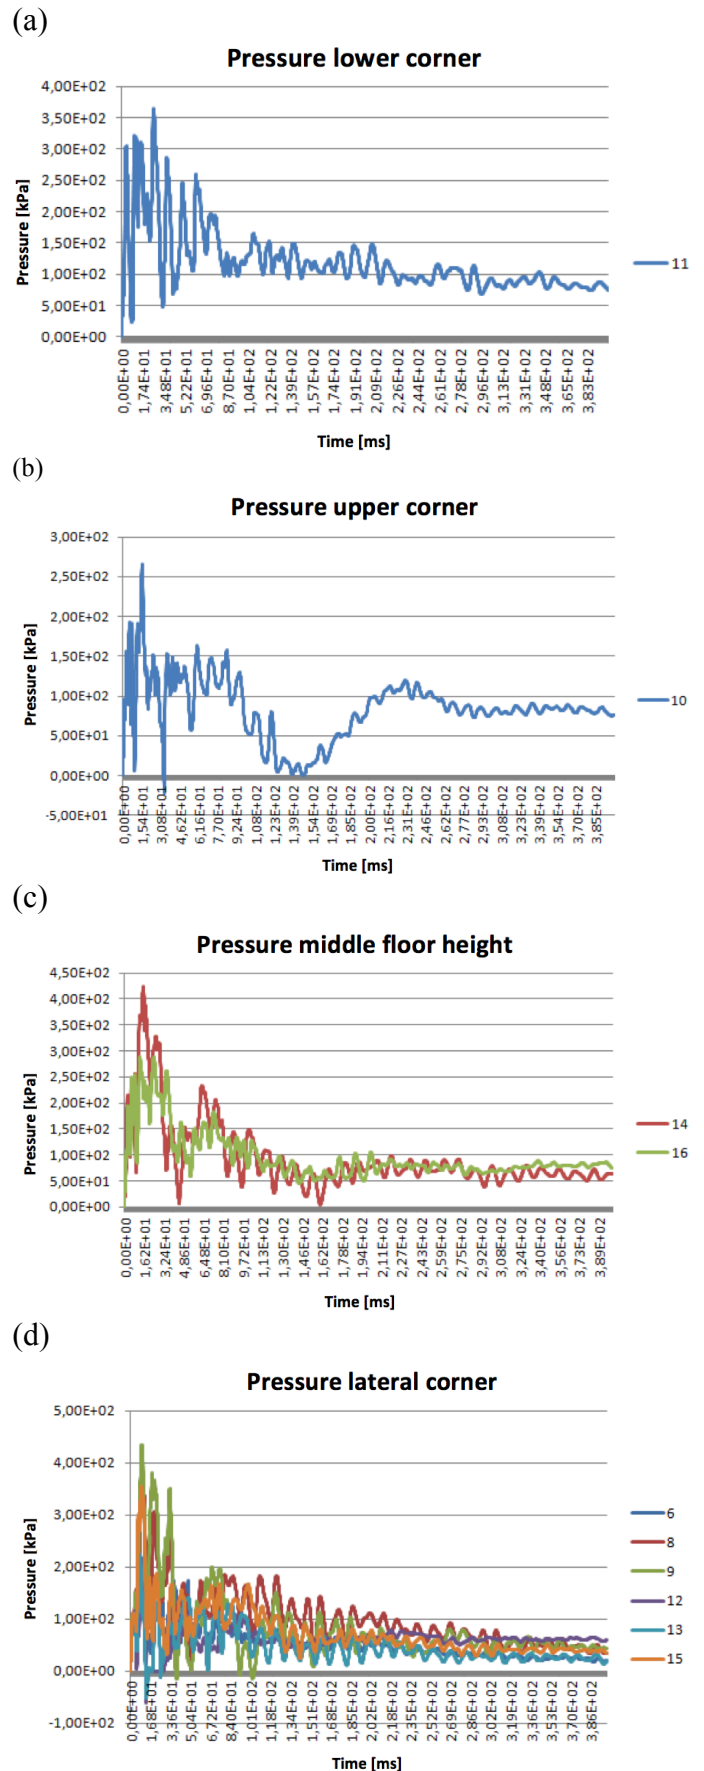 (a)
Pressure lower corner
4,00E+02
3,50E+02
3,00E+02
2,50E+02
2,00E+02
1,50E+02
1,00E+02
5,00E+01
0,00E+00
Pressure [kPa]
11
0,00E+00
1,74E+01
3,48E+01
5,22E+01
6,96E+01
8,70E+01
1,04E+02
1,22E+02
1,39E+02
1,57E+02
1,74E+02
1,91E+02
2,09E+02
2,26E+02
2,44E+02
2,61E+02
2,78E+02
2,96E+02
3,13E+02
3,31E+02
3,48E+02
3,65E+02
3,83E+02
Time [ms]
(b)
Pressure upper corner
3,00E+02
2,50E+02
2,00E+02
1,50E+02
1,00E+02
5,00E+01
0,00E+00
-5,00E+01
Pressure [kPa]
10
0,00E+00
1,54E+01
3,08E+01
4,62E+01
6,16E+01
7,70E+01
9,24E+01
1,08E+02
1,23E+02
1,39E+02
1,54E+02
1,69E+02
1,85E+02
2,00E+02
2,16E+02
2,31E+02
2,46E+02
2,62E+02
2,77E+02
2,93E+02
3,08E+02
3,23E+02
3,39E+02
3,54E+02
3,70E+02
3,85E+02
Time [ms]
(c)
Pressure middle floor height
4,50E+02
4,00E+02
3,50E+02
3,00E+02
2,50E+02
2,00E+02
1,50E+02
1,00E+02
5,00E+01
0,00E+00
Pressure [kPa]
14
16
0,00E+00
1,62E+01
3,24E+01
4,86E+01
6,48E+01
8,10E+01
9,72E+01
1,13E+02
1,30E+02
1,46E+02
1,62E+02
1,78E+02
1,94E+02
2,11E+02
2,27E+02
2,43E+02
2,59E+02
2,75E+02
2,92E+02
3,08E+02
3,24E+02
3,40E+02
3,56E+02
3,73E+02
3,89E+02
Time [ms]
(d)
Pressure lateral corner
5,00E+02
4,00E+02
3,00E+02
2,00E+02
1,00E+02
0,00E+00
-1,00E+02
Pressure [kPa]
6
8
9
12
13
15
0,00E+00
1,68E+01
3,36E+01
5,04E+01
6,72E+01
8,40E+01
1,01E+02
1,18E+02
1,34E+02
1,51E+02
1,68E+02
1,85E+02
2,02E+02
2,18E+02
2,35E+02
2,52E+02
2,69E+02
2,86E+02
3,02E+02
3,19E+02
3,36E+02
3,53E+02
3,70E+02
3,86E+02
Time [ms]